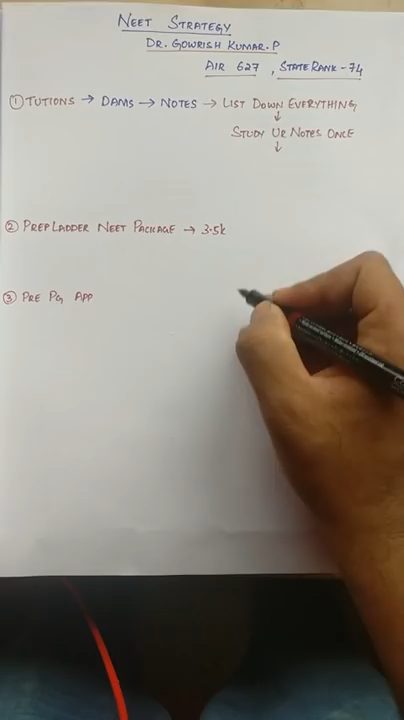 NEET STRATEGY
DR. GOWRISH KUMAR. P
AIR 627, STATE RANK - 74
① TUTIONS → DAMS → NOTES → LIST DOWN EVERYTHING
↓
STUDY UR NOTES ONCE
↓
② PREPLADDER NEET PACKAGE → 3.5k
③ PRE PG APP